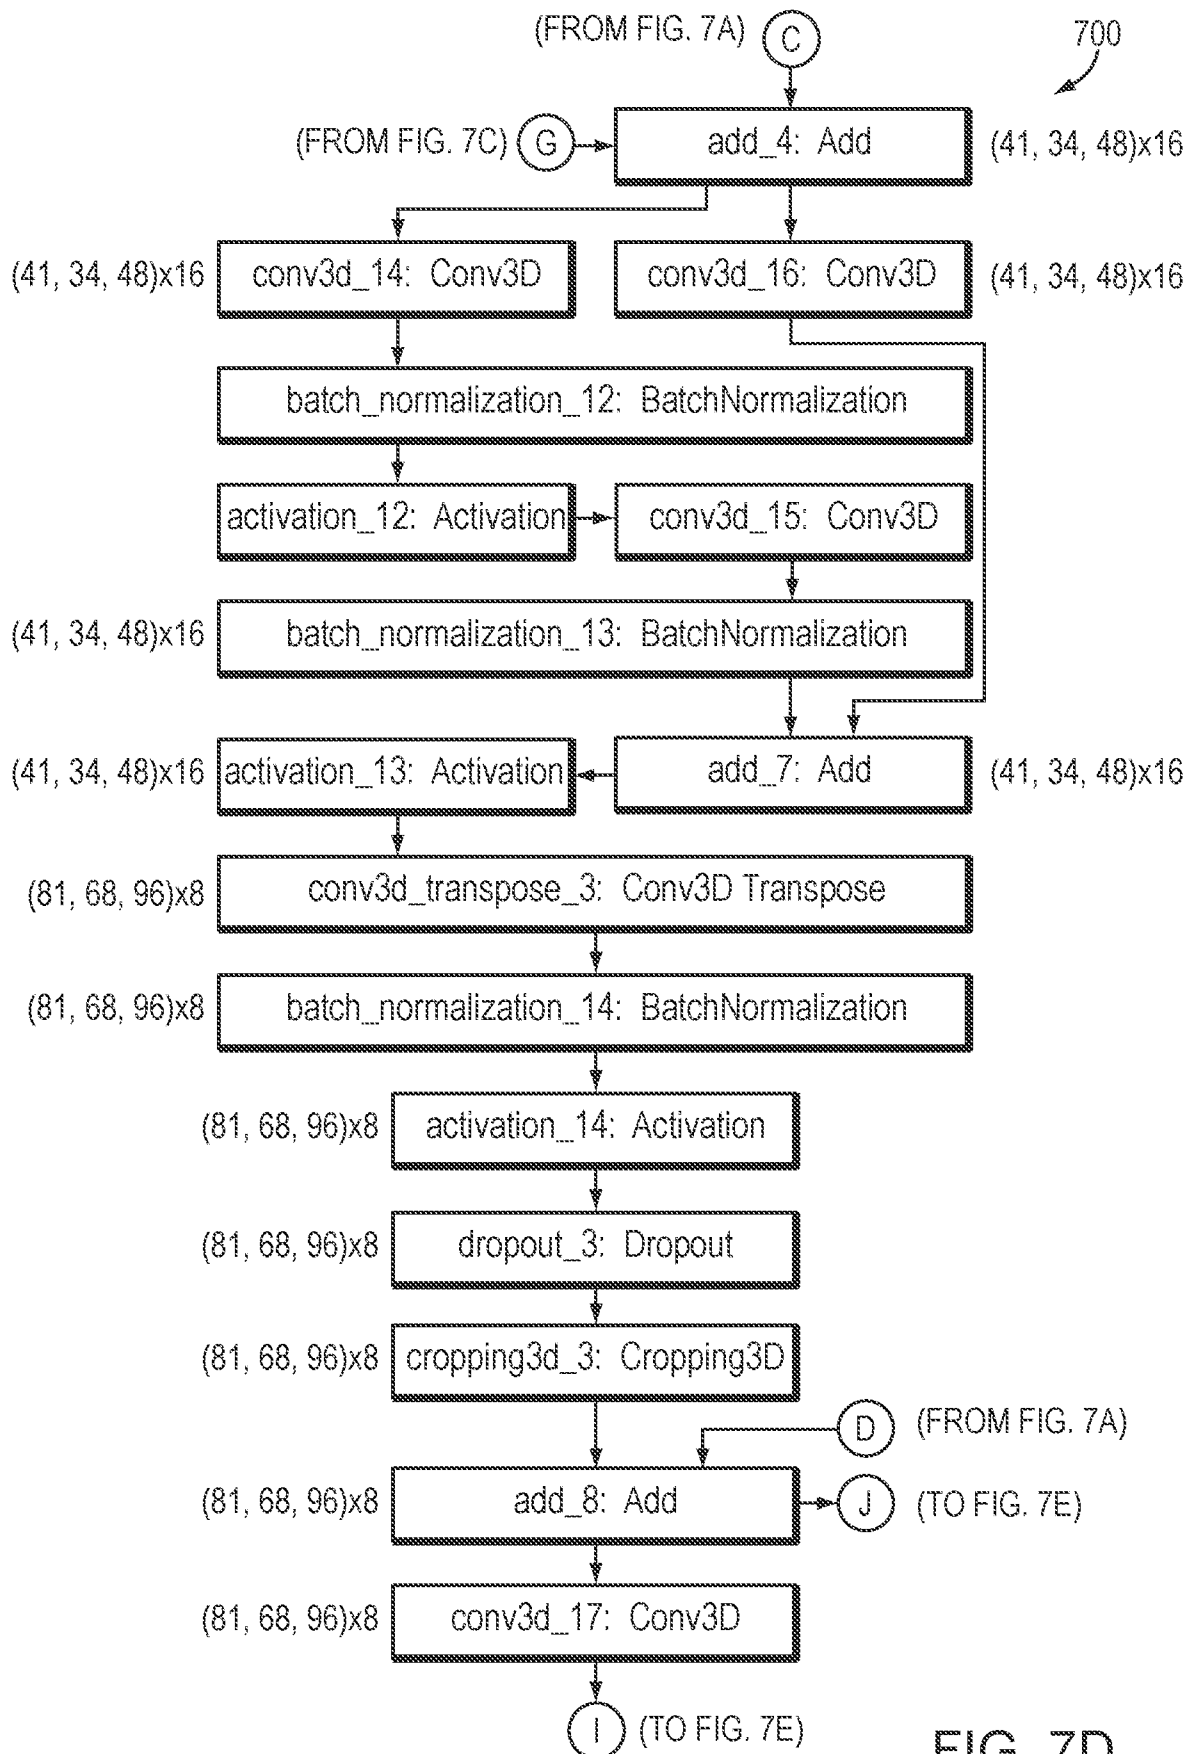 (FROM FIG. 7A) C
700
(FROM FIG. 7C) G add_4: Add (41, 34, 48)x16
(41, 34, 48)x16 conv3d_14: Conv3D conv3d_16: Conv3D (41, 34, 48)x16
batch_normalization_12: BatchNormalization
activation_12: Activation conv3d_15: Conv3D
(41, 34, 48)x16 batch_normalization_13: BatchNormalization
(41, 34, 48)x16 activation_13: Activation add_7: Add (41, 34, 48)x16
(81, 68, 96)x8 conv3d_transpose_3: Conv3D Transpose
(81, 68, 96)x8 batch_normalization_14: BatchNormalization
(81, 68, 96)x8 activation_14: Activation
(81, 68, 96)x8 dropout_3: Dropout
(81, 68, 96)x8 cropping3d_3: Cropping3D
D (FROM FIG. 7A)
(81, 68, 96)x8 add_8: Add J (TO FIG. 7E)
(81, 68, 96)x8 conv3d_17: Conv3D
I (TO FIG. 7E)
FIG. 7D